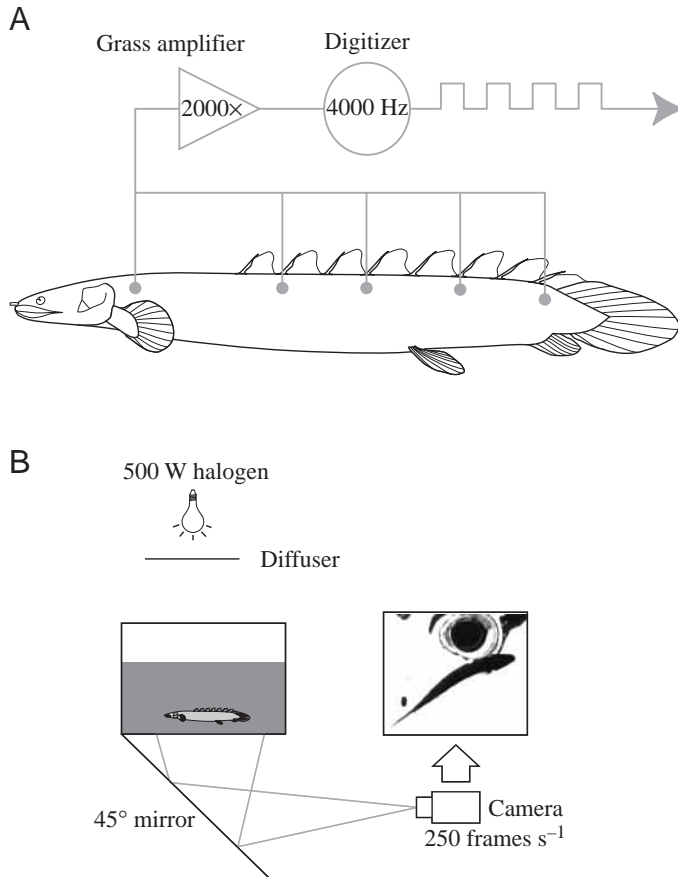 A
Grass amplifier
Digitizer
2000×
4000 Hz
B
500 W halogen
Diffuser
45° mirror
Camera
250 frames s⁻¹